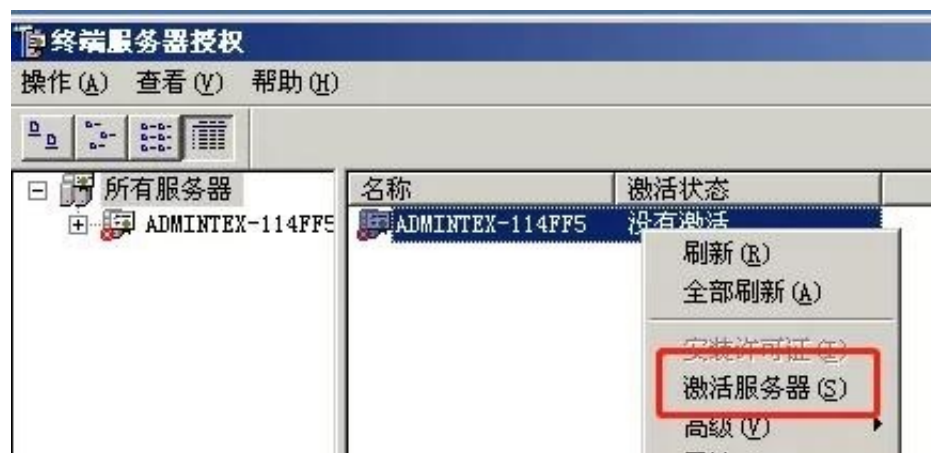 终端服务器授权
操作(A) 查看(V) 帮助(H)
所有服务器
ADMINTEX-114FF5
名称 激活状态
ADMINTEX-114FF5 没有激活
刷新(R)
全部刷新(A)
安装许可证(I)
激活服务器(S)
高级(V)